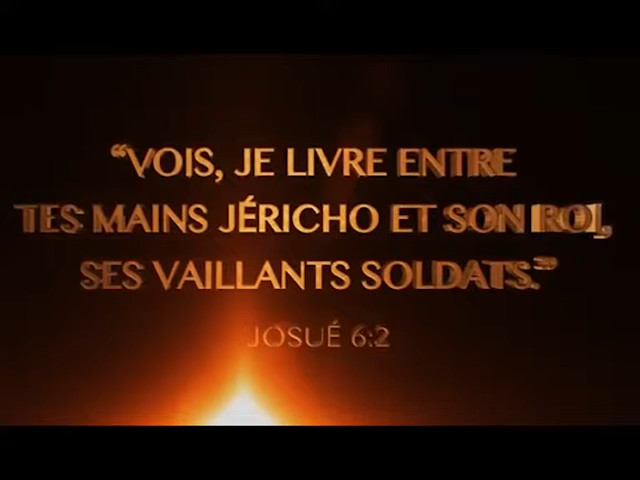 “VOIS, JE LIVRE ENTRE
TES MAINS JÉRICHO ET SON ROI,
SES VAILLANTS SOLDATS.”
JOSUÉ 6:2